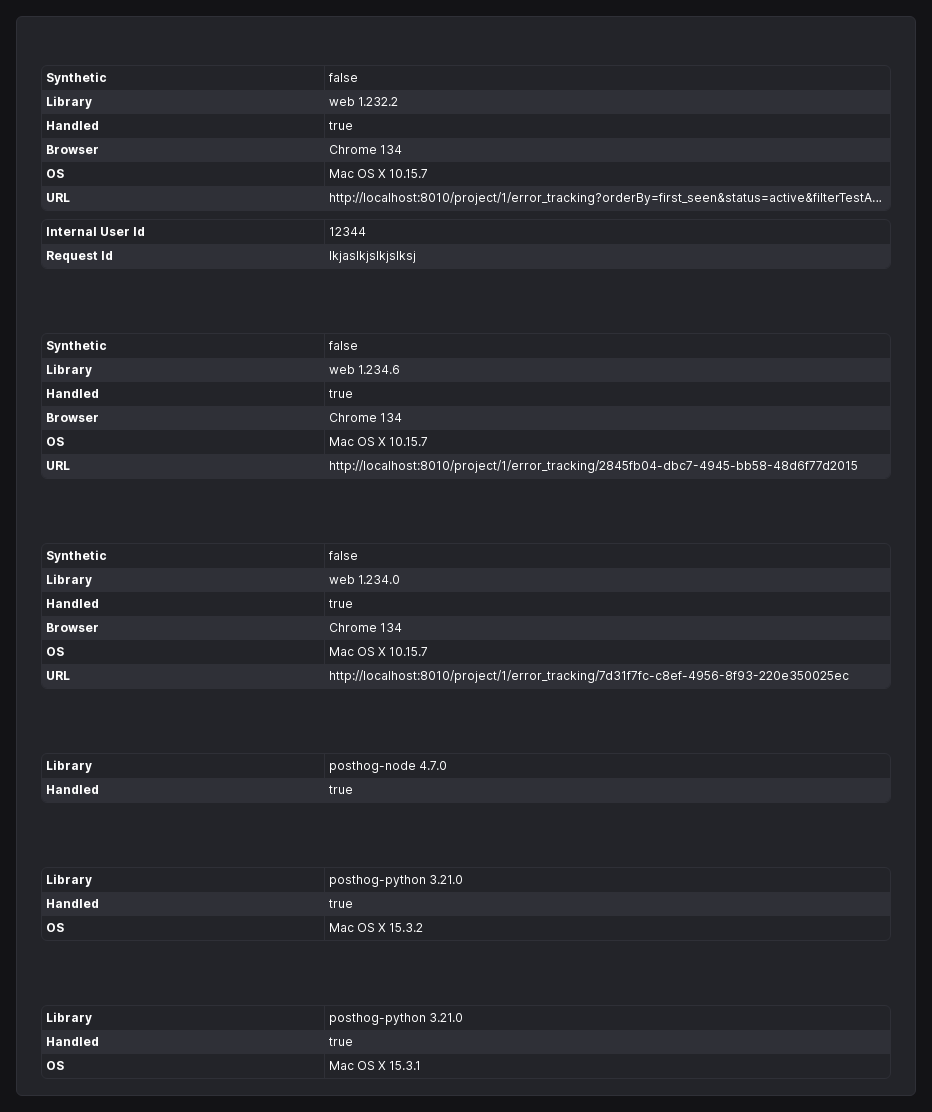 Synthetic false
Library web 1.232.2
Handled true
Browser Chrome 134
OS Mac OS X 10.15.7
URL http://localhost:8010/project/1/error_tracking?orderBy=first_seen&status=active&filterTestA...
Internal User Id 12344
Request Id lkjaslkjslkjslksj
Synthetic false
Library web 1.234.6
Handled true
Browser Chrome 134
OS Mac OS X 10.15.7
URL http://localhost:8010/project/1/error_tracking/2845fb04-dbc7-4945-bb58-48d6f77d2015
Synthetic false
Library web 1.234.0
Handled true
Browser Chrome 134
OS Mac OS X 10.15.7
URL http://localhost:8010/project/1/error_tracking/7d31f7fc-c8ef-4956-8f93-220e350025ec
Library posthog-node 4.7.0
Handled true
Library posthog-python 3.21.0
Handled true
OS Mac OS X 15.3.2
Library posthog-python 3.21.0
Handled true
OS Mac OS X 15.3.1